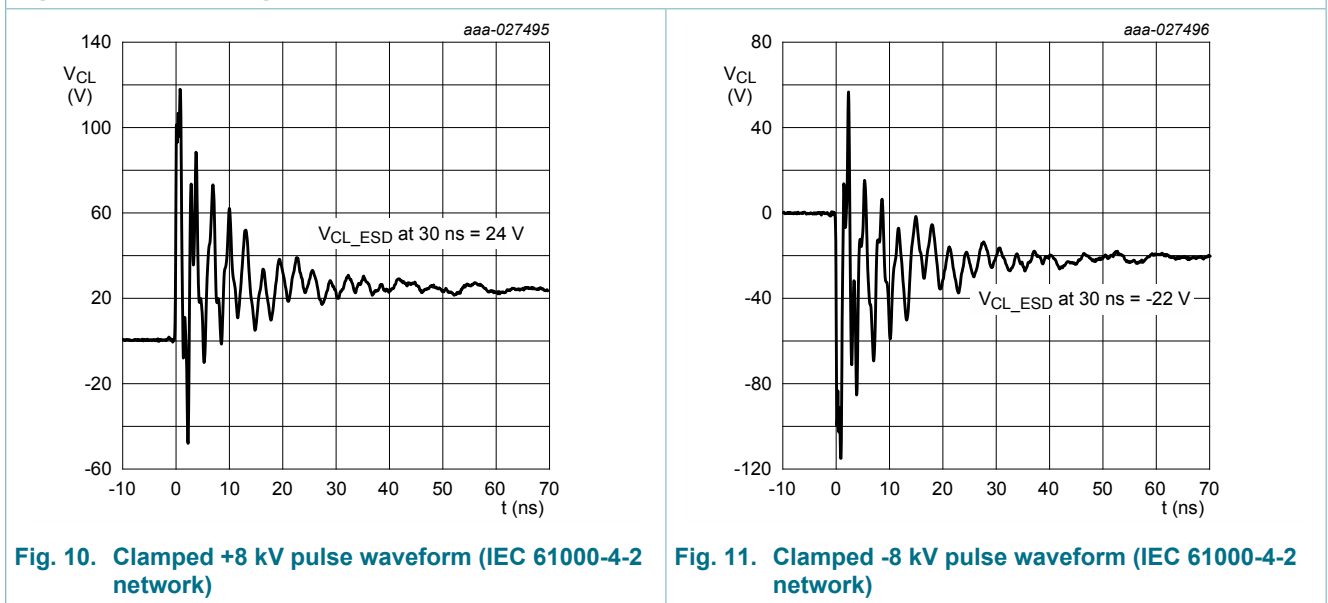 aaa-027495
140
VCL
(V)
100
60
VCL_ESD at 30 ns = 24 V
20
-20
-60
-10 0 10 20 30 40 50 60 70
t (ns)
Fig. 10. Clamped +8 kV pulse waveform (IEC 61000-4-2
network)
aaa-027496
80
VCL
(V)
40
0
-40
VCL_ESD at 30 ns = -22 V
-80
-120
-10 0 10 20 30 40 50 60 70
t (ns)
Fig. 11. Clamped -8 kV pulse waveform (IEC 61000-4-2
network)